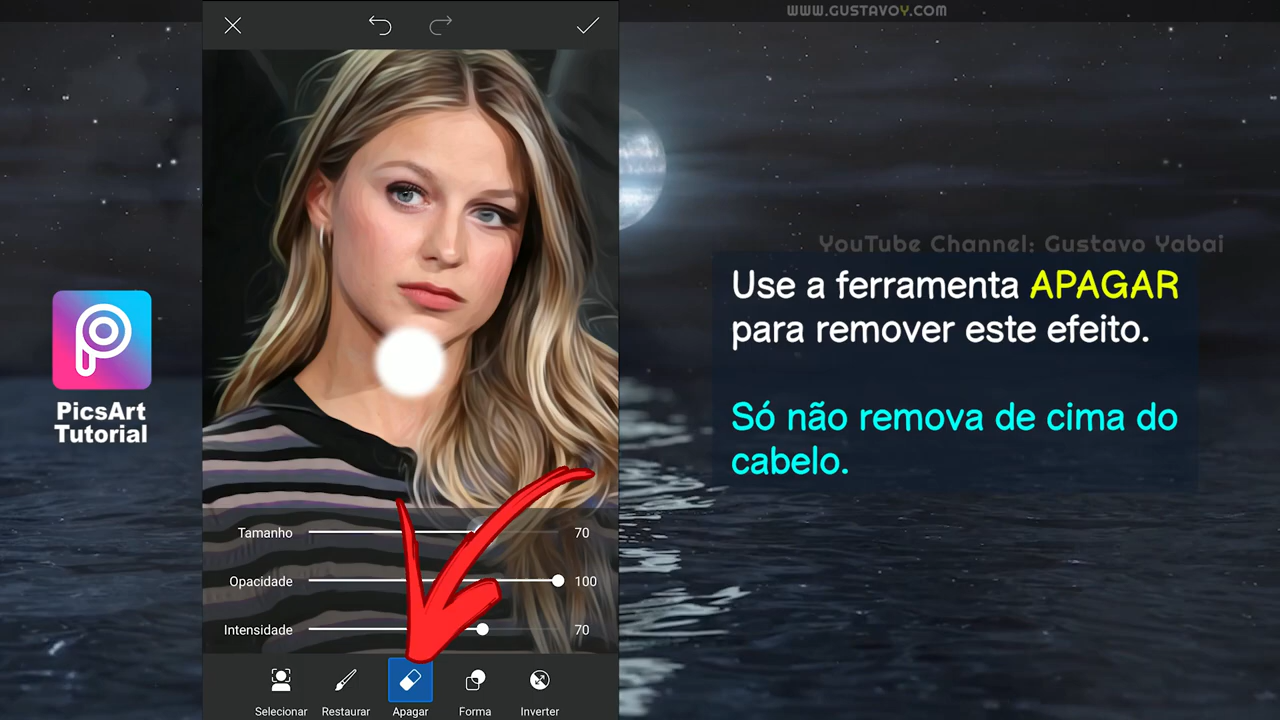 WWW.GUSTAVOY.COM
YouTube Channel: Gustavo Yabai
Use a ferramenta APAGAR
para remover este efeito.
Só não remova de cima do
cabelo.
PicsArt
Tutorial
Tamanho 70
Opacidade 100
Intensidade 70
Selecionar Restaurar Apagar Forma Inverter